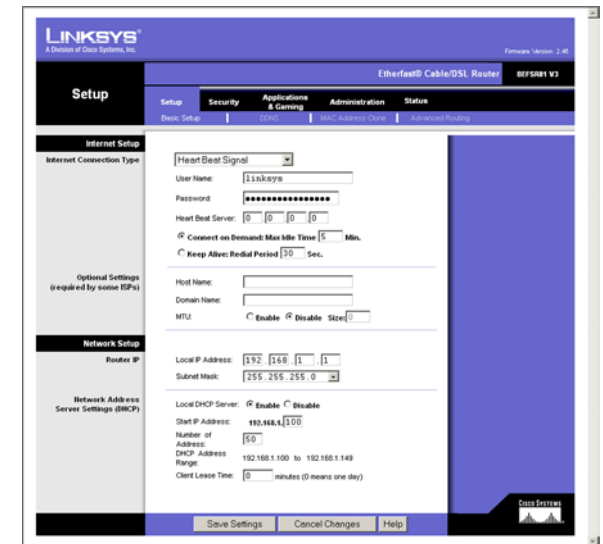 LINKSYS®
A Division of Cisco Systems, Inc.
Firmware Version: 2.46
Etherfast® Cable/DSL Router BEFSR81 V3
Setup
Setup Security Applications & Gaming Administration Status
Basic Setup DDNS MAC Address Clone Advanced Routing
Internet Setup
Internet Connection Type
Heart Beat Signal
User Name: linksys
Password: ●●●●●●●●●●●●●●●●
Heart Beat Server: 0 . 0 . 0 . 0
Connect on Demand: Max Idle Time 5 Min.
Keep Alive: Redial Period 30 Sec.
Optional Settings
(required by some ISPs)
Host Name:
Domain Name:
MTU: Enable Disable Size: 0
Network Setup
Router IP
Local IP Address: 192 . 168 . 1 . 1
Subnet Mask: 255.255.255.0
Network Address
Server Settings (DHCP)
Local DHCP Server: Enable Disable
Start IP Address: 192.168.1. 100
Number of
Address: 50
DHCP Address
Range: 192.168.1.100 to 192.168.1.149
Client Lease Time: 0 minutes (0 means one day)
Save Settings Cancel Changes Help
CISCO SYSTEMS